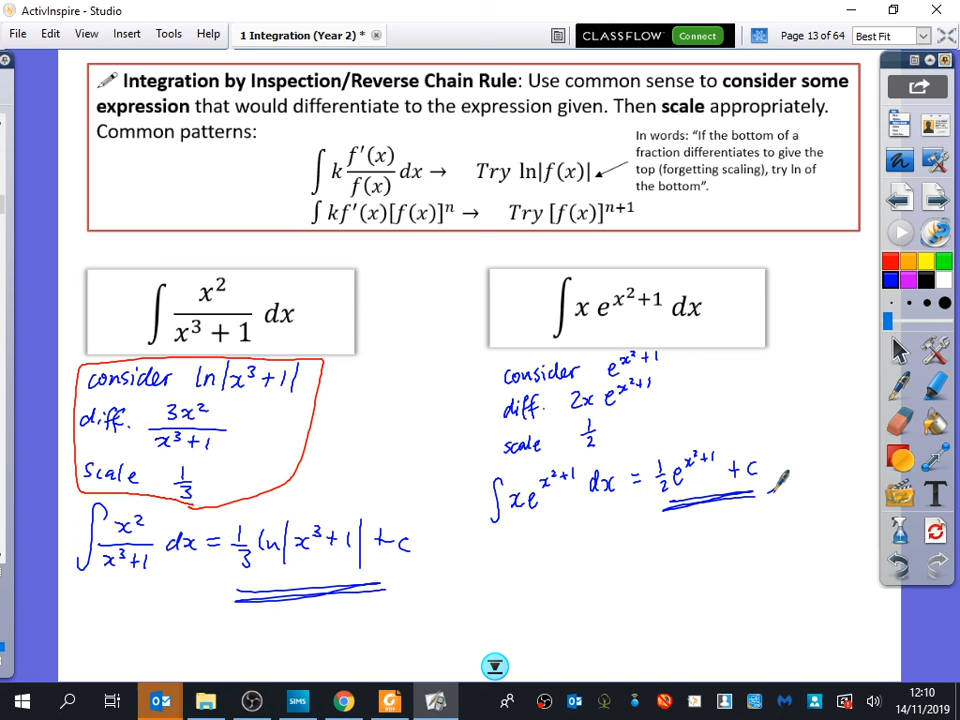 ActivInspire - Studio
File Edit View Insert Tools Help
1 Integration (Year 2) *
CLASSFLOW Connect
Page 13 of 64
Best Fit
Integration by Inspection/Reverse Chain Rule: Use common sense to consider some
expression that would differentiate to the expression given. Then scale appropriately.
Common patterns:
∫ k f'(x)/f(x) dx → Try ln|f(x)|
∫ kf'(x)[f(x)]ⁿ → Try [f(x)]ⁿ⁺¹
In words: “If the bottom of a
fraction differentiates to give the
top (forgetting scaling), try ln of
the bottom”.
∫ x²/(x³ + 1) dx
consider ln|x³+1|
diff. 3x²/(x³+1)
Scale 1/3
∫ x²/(x³+1) dx = 1/3 ln|x³+1| + c
∫ x e^(x²+1) dx
consider e^(x²+1)
diff. 2x e^(x²+1)
scale 1/2
∫ x e^(x²+1) dx = 1/2 e^(x²+1) + c
SIMS
12:10
14/11/2019